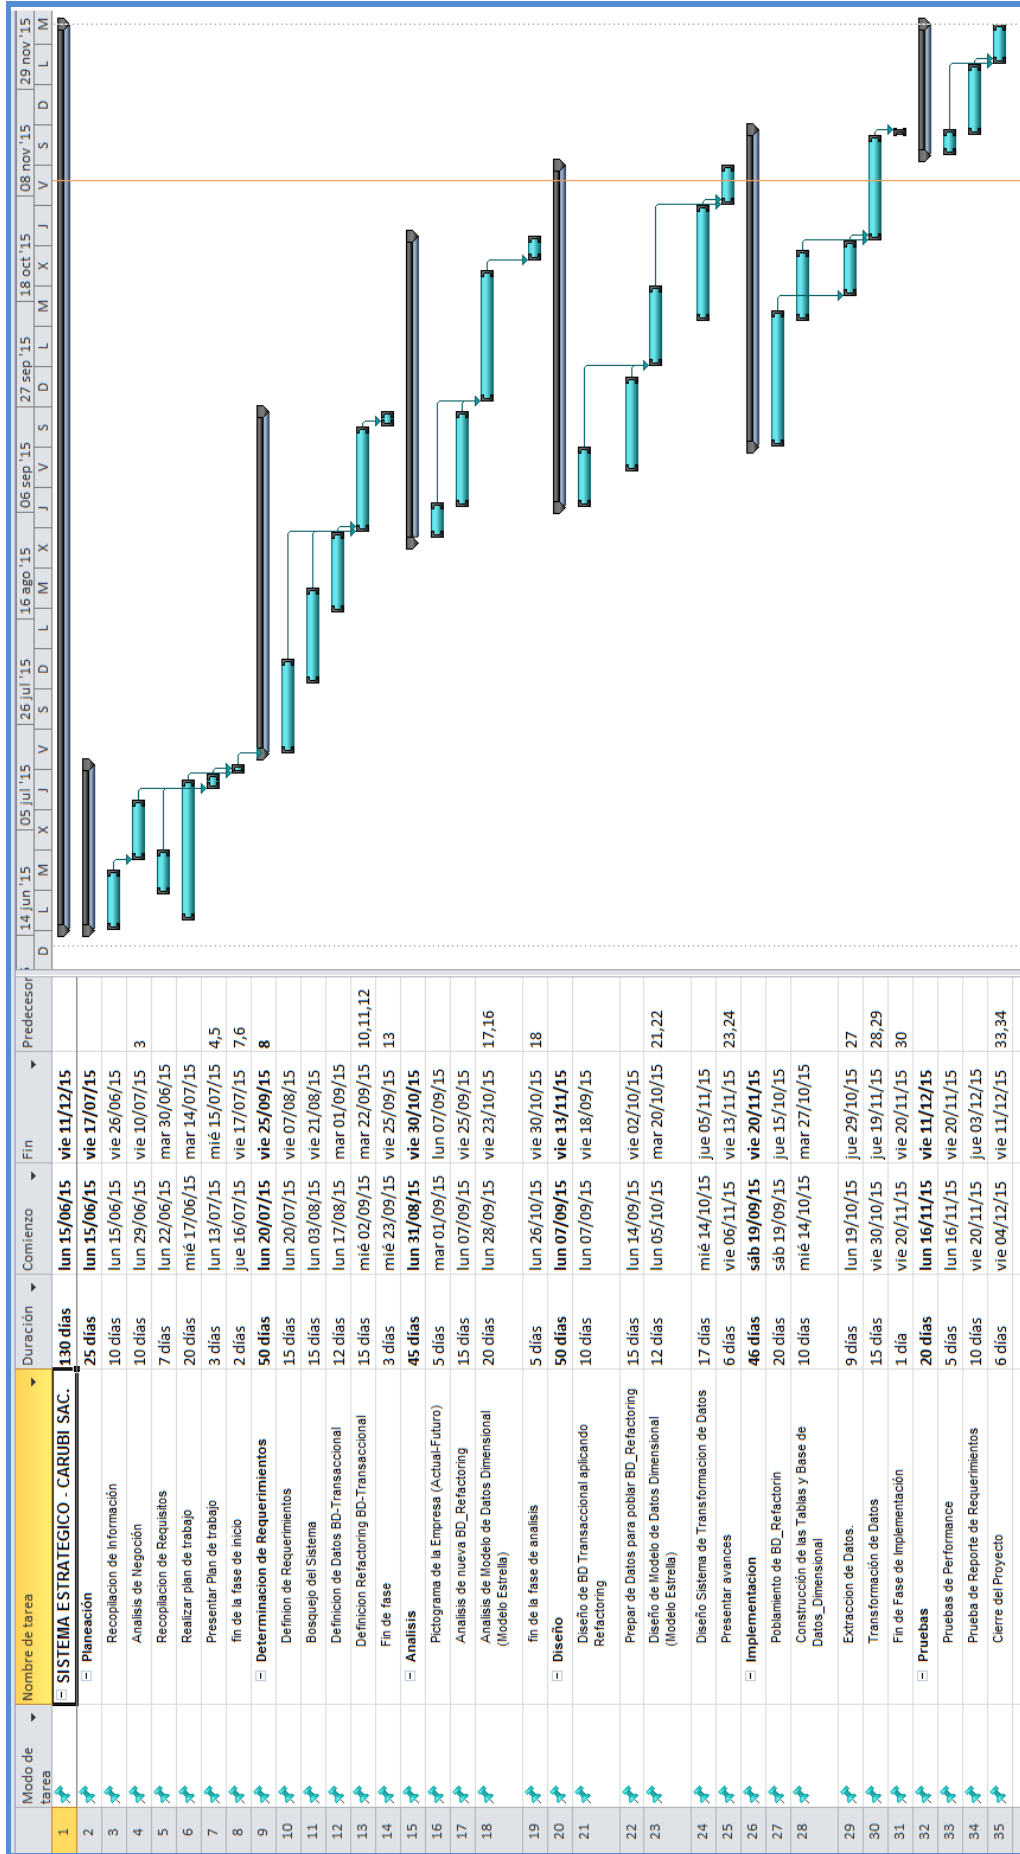 Modo de tarea Nombre de tarea Duración Comienzo Fin Predecesor
14 jun '15 05 jul '15 26 jul '15 16 ago '15 06 sep '15 27 sep '15 18 oct '15 08 nov '15 29 nov '15
D L M X J V S D L M X J V S D L M X J V S D L M
1 SISTEMA ESTRATEGICO - CARUBI SAC. 130 días lun 15/06/15 vie 11/12/15
2 Planeación 25 días lun 15/06/15 vie 17/07/15
3 Recopilacion de Información 10 días lun 15/06/15 vie 26/06/15
4 Analisis de Negoción 10 días lun 29/06/15 vie 10/07/15 3
5 Recopilacion de Requisitos 7 días lun 22/06/15 mar 30/06/15
6 Realizar plan de trabajo 20 días mié 17/06/15 mar 14/07/15
7 Presentar Plan de trabajo 3 días lun 13/07/15 mié 15/07/15 4,5
8 fin de la fase de inicio 2 días jue 16/07/15 vie 17/07/15 7,6
9 Determinacion de Requerimientos 50 días lun 20/07/15 vie 25/09/15 8
10 Definion de Requerimientos 15 días lun 20/07/15 vie 07/08/15
11 Bosquejo del Sistema 15 días lun 03/08/15 vie 21/08/15
12 Definicion de Datos BD-Transaccional 12 días lun 17/08/15 mar 01/09/15
13 Definicion Refactoring BD-Transaccional 15 días mié 02/09/15 mar 22/09/15 10,11,12
14 Fin de fase 3 días mié 23/09/15 vie 25/09/15 13
15 Analisis 45 días lun 31/08/15 vie 30/10/15
16 Pictograma de la Empresa (Actual-Futuro) 5 días mar 01/09/15 lun 07/09/15
17 Analisis de nueva BD_Refactoring 15 días lun 07/09/15 vie 25/09/15
18 Analisis de Modelo de Datos Dimensional 20 días lun 28/09/15 vie 23/10/15 17,16
(Modelo Estrella)
19 fin de la fase de analisis 5 días lun 26/10/15 vie 30/10/15 18
20 Diseño 50 días lun 07/09/15 vie 13/11/15
21 Diseño de BD Transaccional aplicando 10 días lun 07/09/15 vie 18/09/15
Refactoring
22 Prepar de Datos para poblar BD_Refactoring 15 días lun 14/09/15 vie 02/10/15
23 Diseño de Modelo de Datos Dimensional 12 días lun 05/10/15 mar 20/10/15 21,22
(Modelo Estrella)
24 Diseño Sistema de Transformacion de Datos 17 días mié 14/10/15 jue 05/11/15
25 Presentar avances 6 días vie 06/11/15 vie 13/11/15 23,24
26 Implementacion 46 días sáb 19/09/15 vie 20/11/15
27 Poblamiento de BD_Refactorin 20 días sáb 19/09/15 jue 15/10/15
28 Construcción de las Tablas y Base de 10 días mié 14/10/15 mar 27/10/15
Datos_Dimensional
29 Extraccion de Datos. 9 días lun 19/10/15 jue 29/10/15 27
30 Transformación de Datos 15 días vie 30/10/15 jue 19/11/15 28,29
31 Fin de Fase de Implementación 1 día vie 20/11/15 vie 20/11/15 30
32 Pruebas 20 días lun 16/11/15 vie 11/12/15
33 Pruebas de Performance 5 días lun 16/11/15 vie 20/11/15
34 Prueba de Reporte de Requerimientos 10 días vie 20/11/15 jue 03/12/15
35 Cierre del Proyecto 6 días vie 04/12/15 vie 11/12/15 33,34